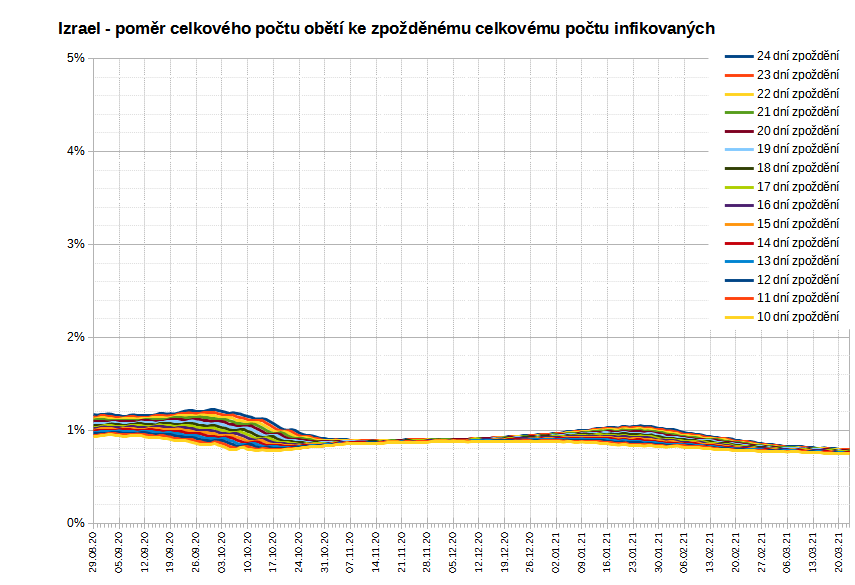 Izrael - poměr celkového počtu obětí ke zpožděnému celkovému počtu infikovaných
5%
4%
3%
2%
1%
0%
24 dní zpoždění
23 dní zpoždění
22 dní zpoždění
21 dní zpoždění
20 dní zpoždění
19 dní zpoždění
18 dní zpoždění
17 dní zpoždění
16 dní zpoždění
15 dní zpoždění
14 dní zpoždění
13 dní zpoždění
12 dní zpoždění
11 dní zpoždění
10 dní zpoždění
29.08.20
05.09.20
12.09.20
19.09.20
26.09.20
03.10.20
10.10.20
17.10.20
24.10.20
31.10.20
07.11.20
14.11.20
21.11.20
28.11.20
05.12.20
12.12.20
19.12.20
26.12.20
02.01.21
09.01.21
16.01.21
23.01.21
30.01.21
06.02.21
13.02.21
20.02.21
27.02.21
06.03.21
13.03.21
20.03.21